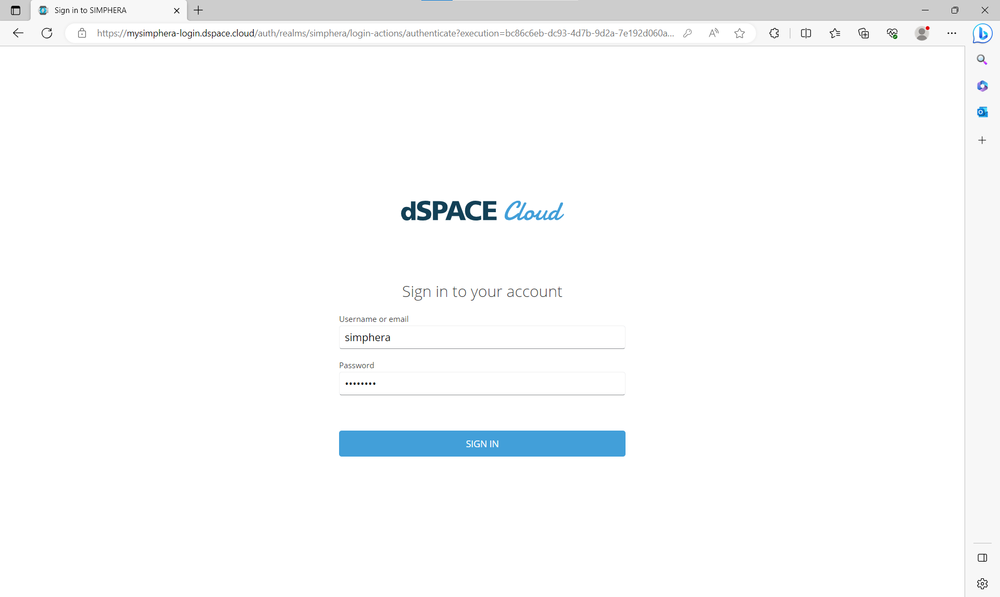 Sign in to SIMPHERA
https://mysimphera-login.dspace.cloud/auth/realms/simphera/login-actions/authenticate?execution=bc86c6eb-dc93-4d7b-9d2a-7e192d060a...
dSPACE Cloud
Sign in to your account
Username or email
simphera
Password
••••••••
SIGN IN